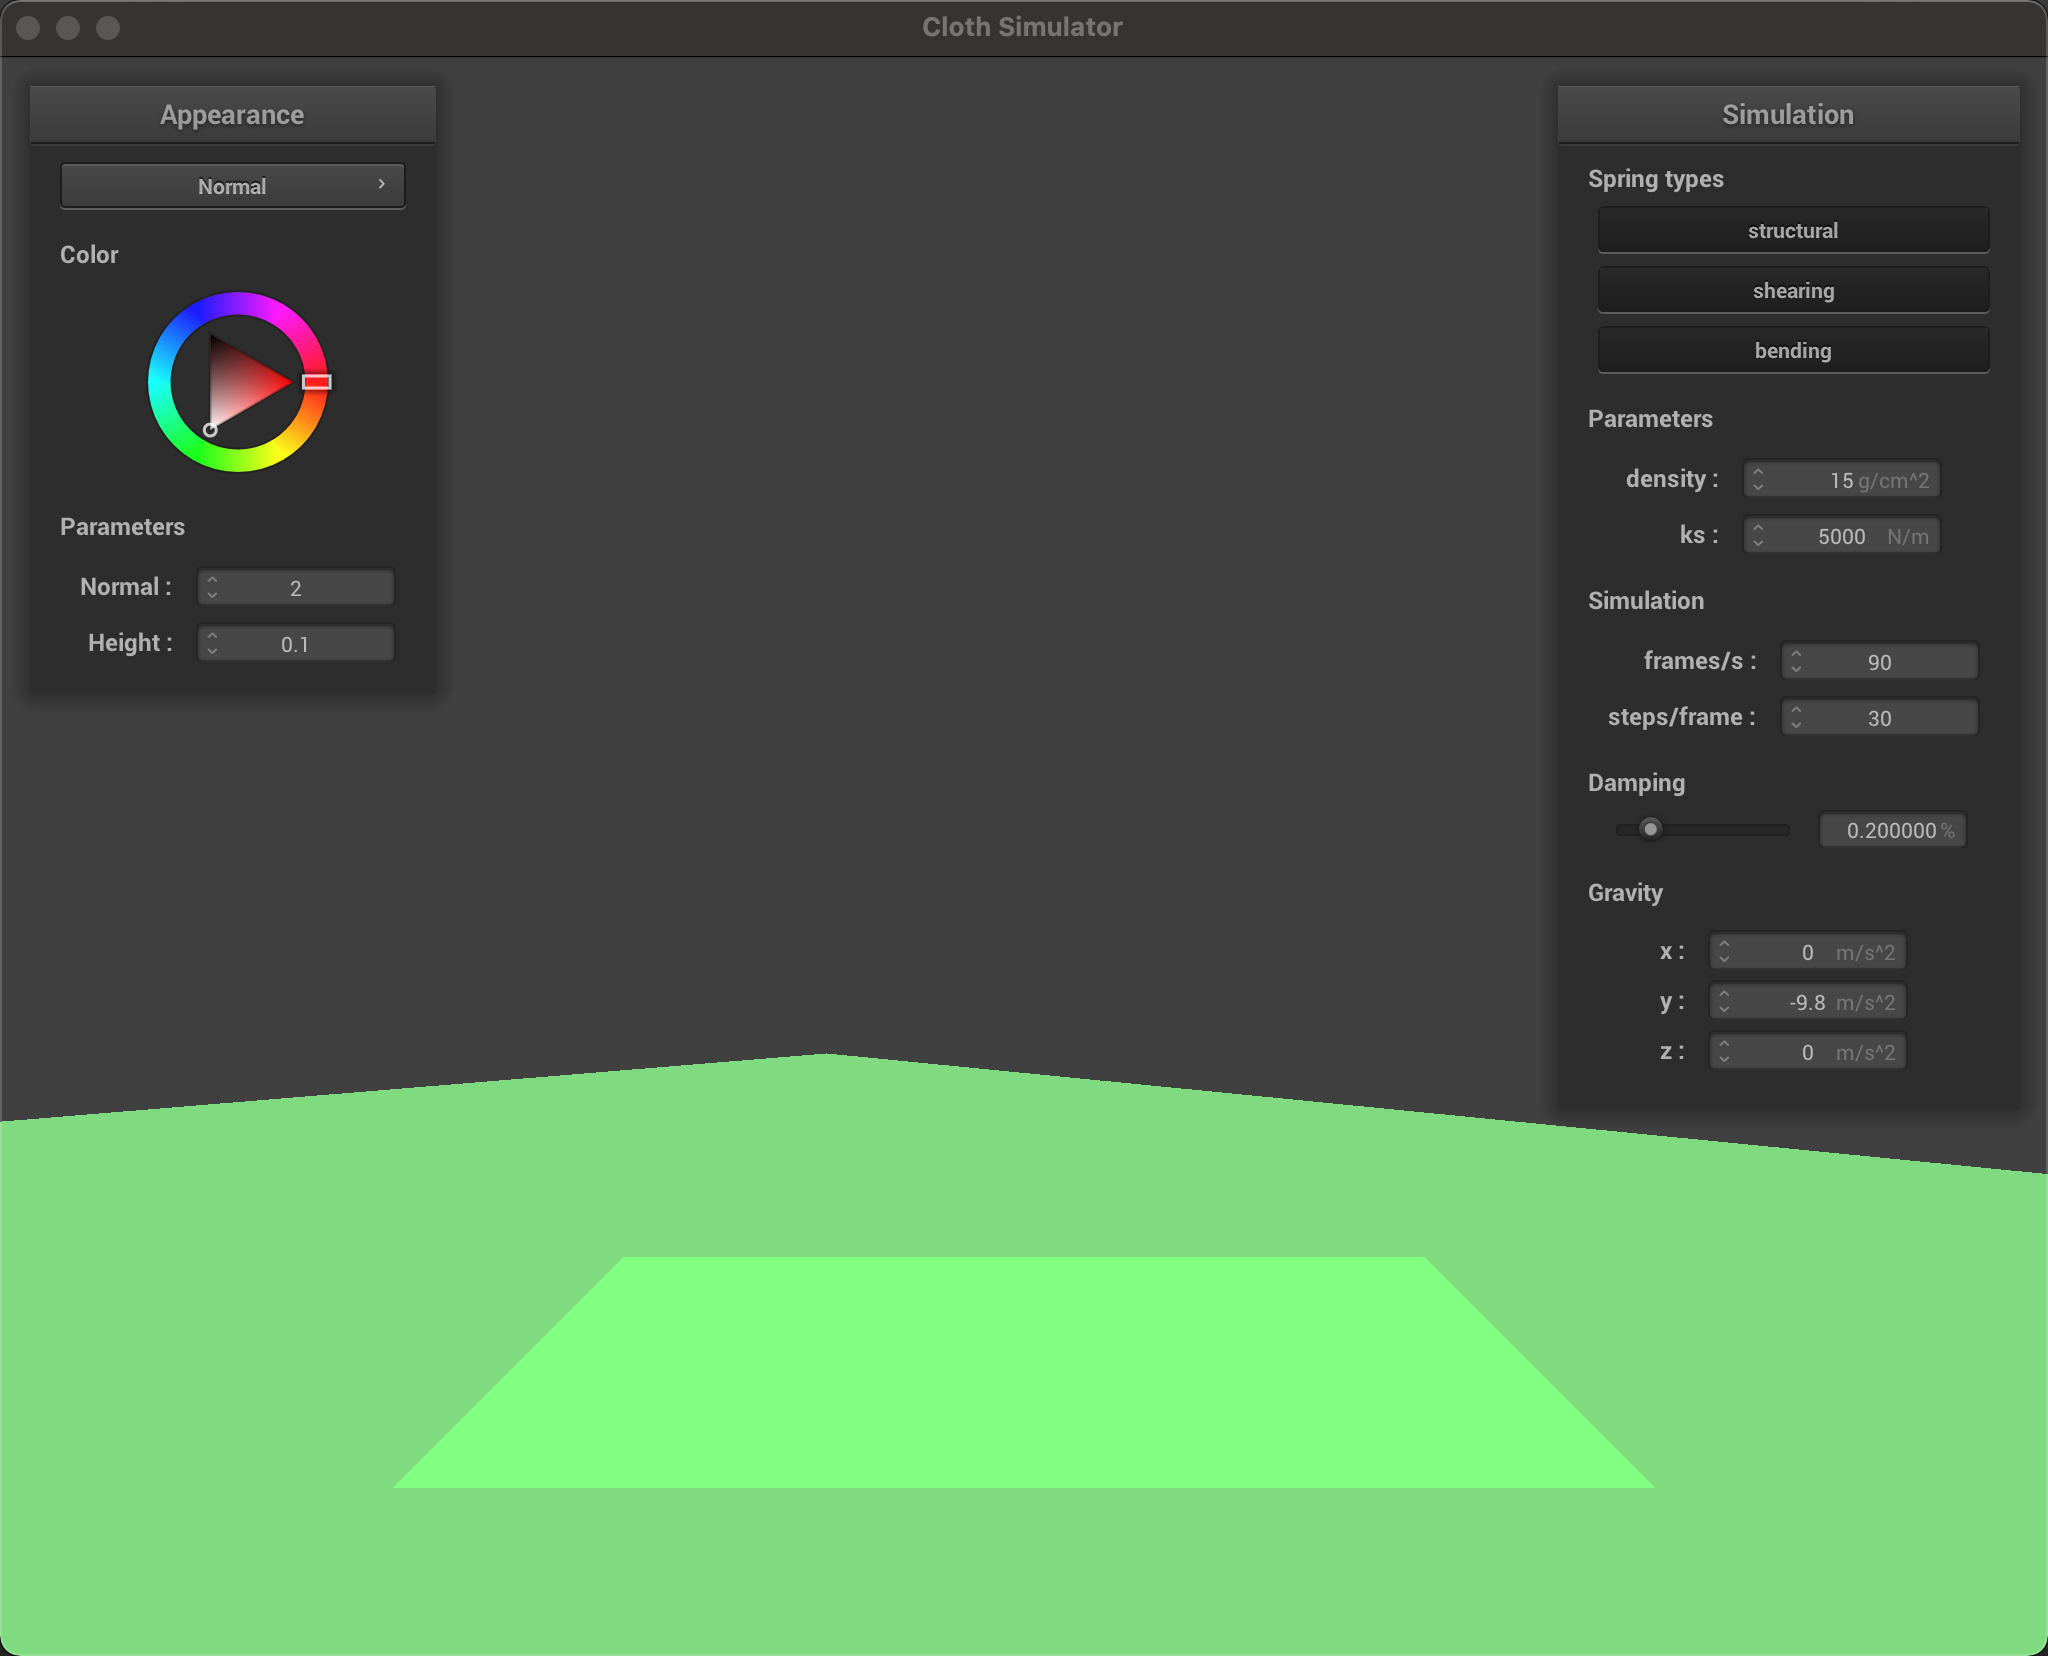 Cloth Simulator
Appearance
Normal
Color
Parameters
Normal : 2
Height : 0.1
Simulation
Spring types
structural
shearing
bending
Parameters
density : 15 g/cm^2
ks : 5000 N/m
Simulation
frames/s : 90
steps/frame : 30
Damping
0.200000 %
Gravity
x : 0 m/s^2
y : -9.8 m/s^2
z : 0 m/s^2